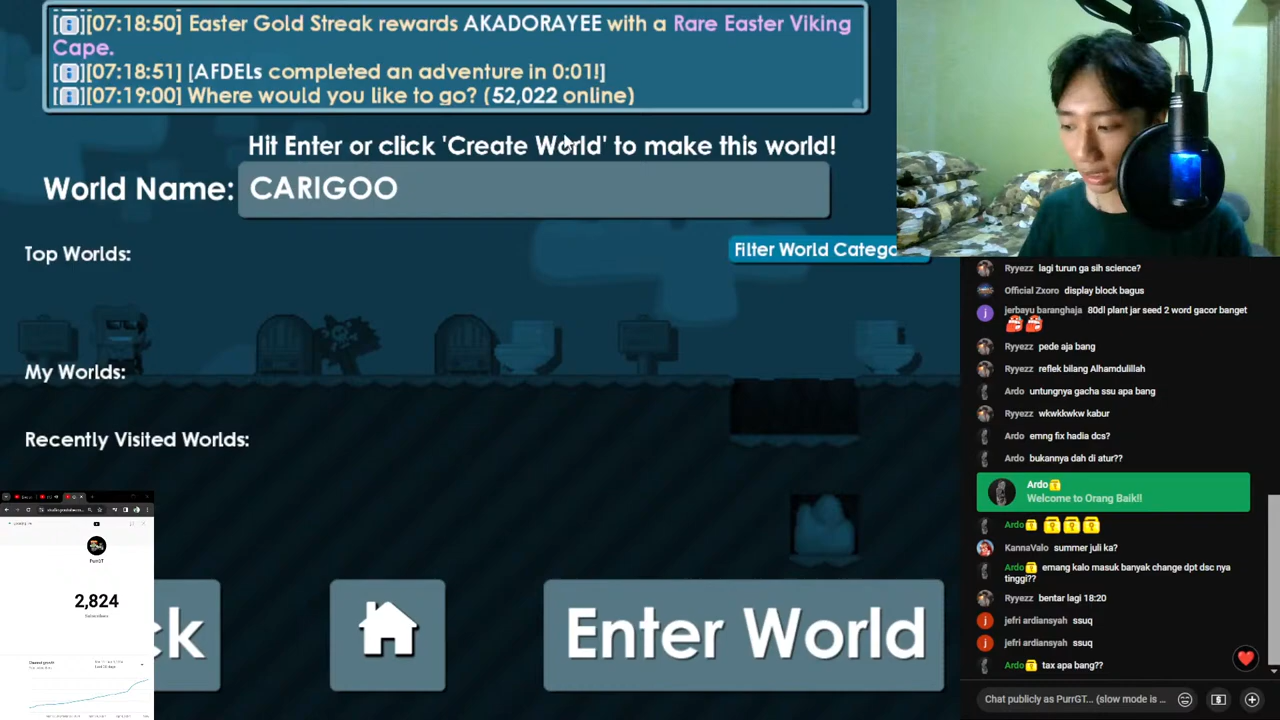 [07:18:50] Easter Gold Streak rewards AKADORAYEE with a Rare Easter Viking
Cape.
[07:18:51] [AFDELs completed an adventure in 0:01!]
[07:19:00] Where would you like to go? (52,022 online)
Hit Enter or click 'Create World' to make this world!
World Name: CARIGOO
Top Worlds:
Filter World Catego
My Worlds:
Recently Visited Worlds:
ck
Enter World
PurrGT
2,824
Subscribers
Ryyezz lagi turun ga sih science?
Official Zxoro display block bagus
jerbayu baranghaja 80dl plant jar seed 2 word gacor banget
Ryyezz pede aja bang
Ryyezz reflek bilang Alhamdulillah
Ardo untungnya gacha ssu apa bang
Ryyezz wkwkkwkw kabur
Ardo emng fix hadia dcs?
Ardo bukannya dah di atur??
Ardo
Welcome to Orang Baik!!
Ardo
KannaValo summer juli ka?
Ardo emang kalo masuk banyak change dpt dsc nya
tinggi??
Ryyezz bentar lagi 18:20
jefri ardiansyah ssuq
jefri ardiansyah ssuq
Ardo tax apa bang??
Chat publicly as PurrGT... (slow mode is ...